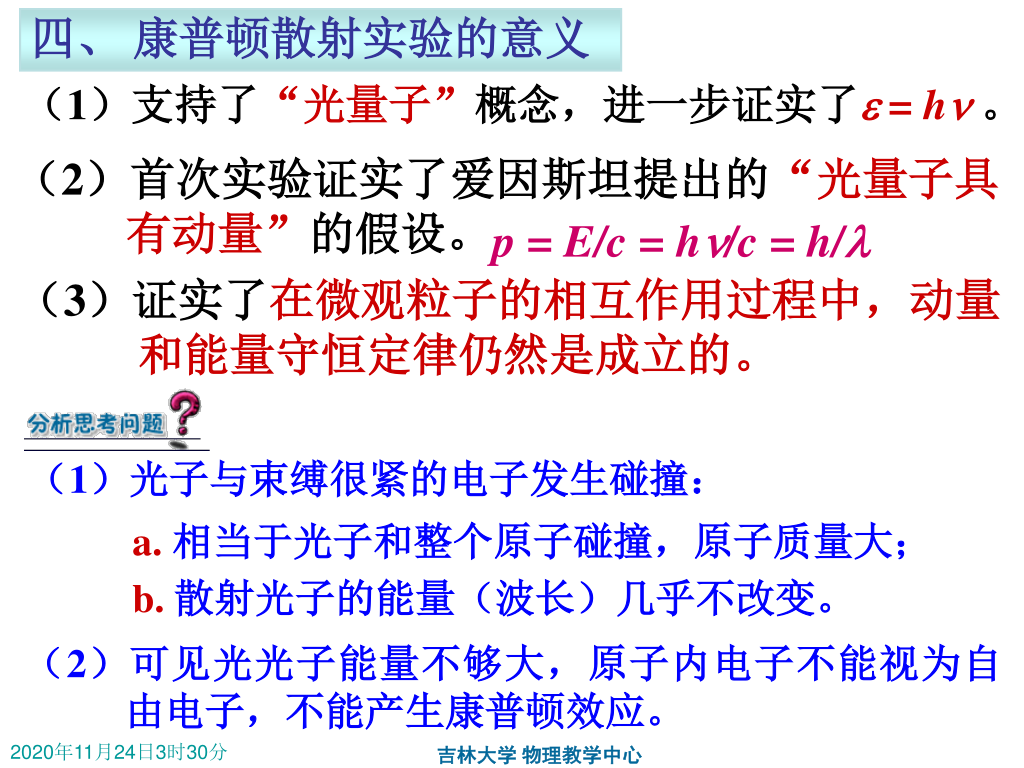 四、 康普顿散射实验的意义
（1）支持了“光量子”概念，进一步证实了ε = hν 。
（2）首次实验证实了爱因斯坦提出的“光量子具
有动量”的假设。 p = E/c = hν/c = h/λ
（3）证实了在微观粒子的相互作用过程中，动量
和能量守恒定律仍然是成立的。
分析思考问题?
（1）光子与束缚很紧的电子发生碰撞：
a. 相当于光子和整个原子碰撞，原子质量大；
b. 散射光子的能量（波长）几乎不改变。
（2）可见光光子能量不够大，原子内电子不能视为自
由电子，不能产生康普顿效应。
2020年11月24日3时30分
吉林大学 物理教学中心